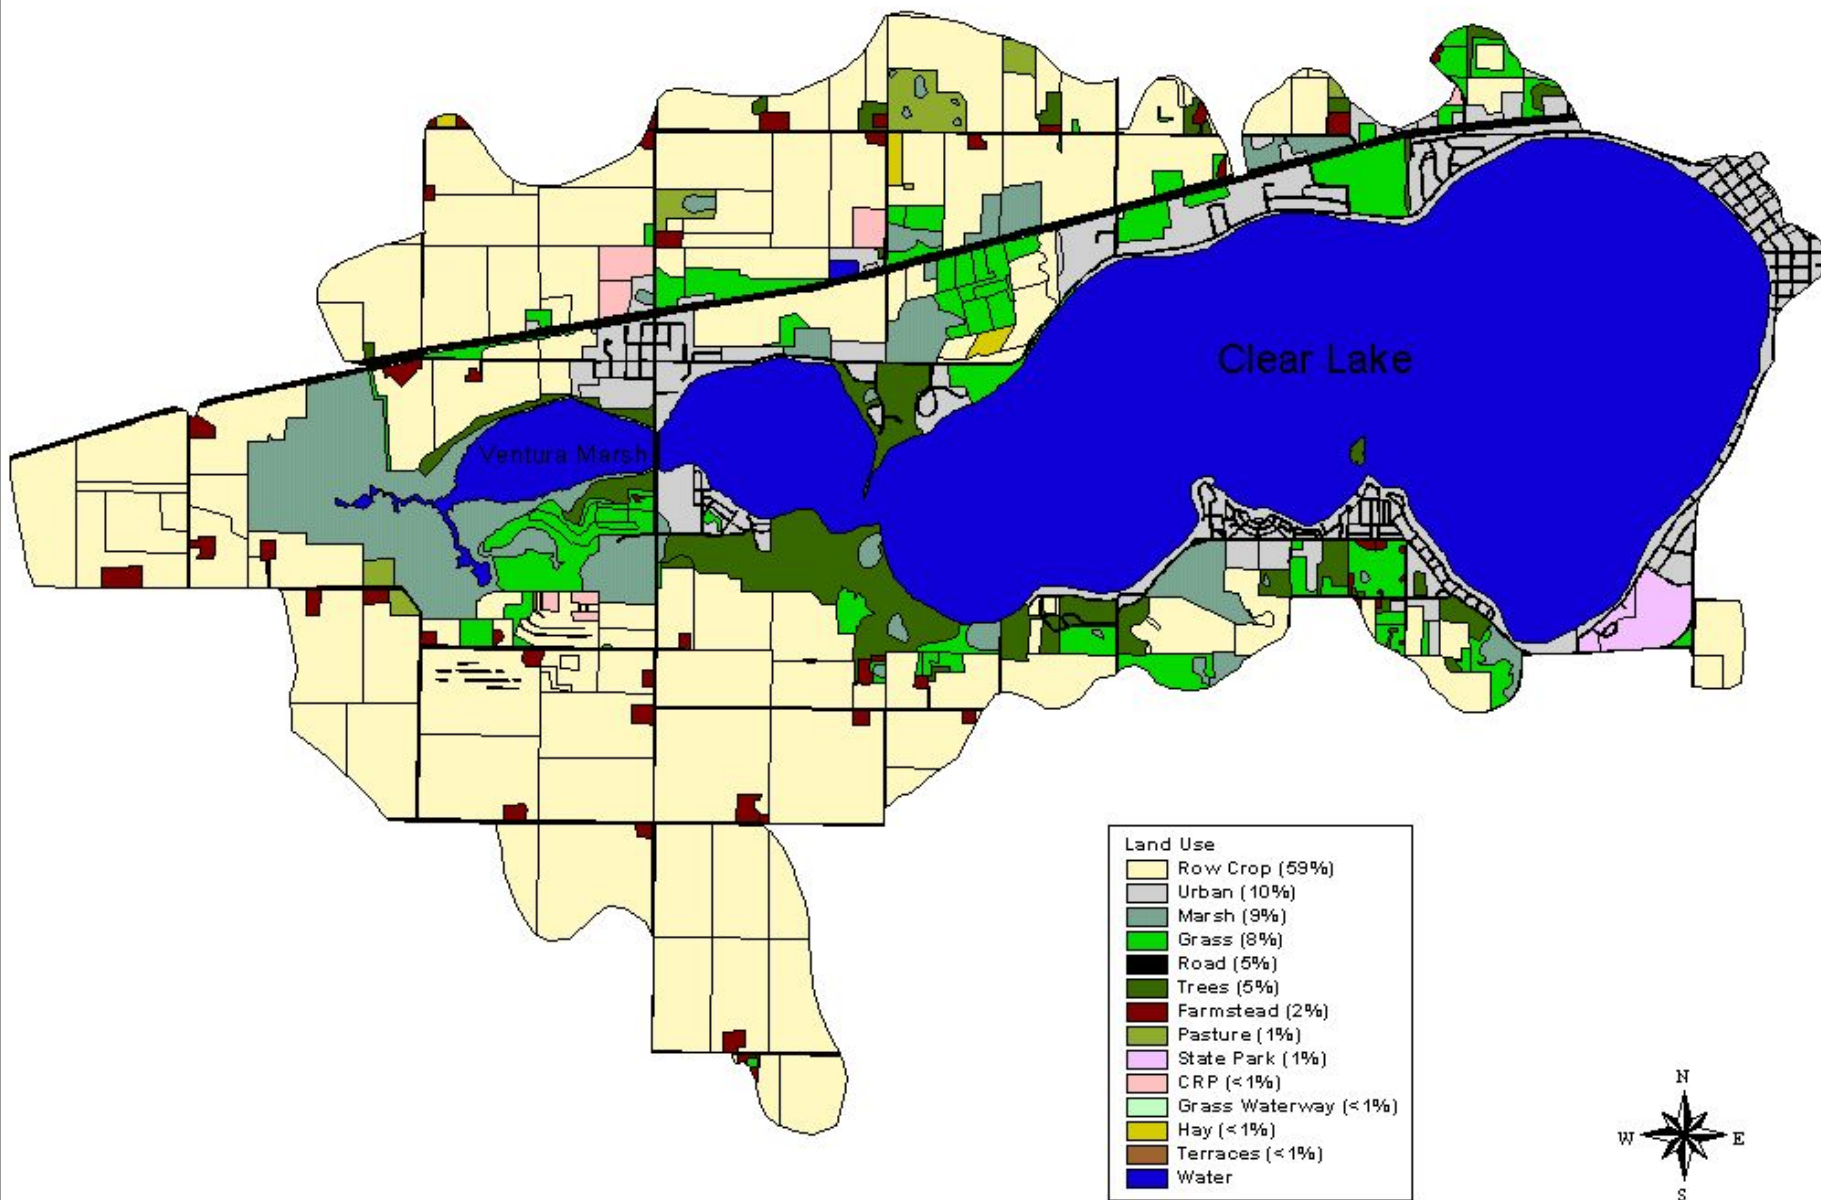 Clear Lake
Ventura Marsh
Land Use
Row Crop (59%)
Urban (10%)
Marsh (9%)
Grass (8%)
Road (5%)
Trees (5%)
Farmstead (2%)
Pasture (1%)
State Park (1%)
CRP (<1%)
Grass Waterway (<1%)
Hay (<1%)
Terraces (<1%)
Water
N
W E
S